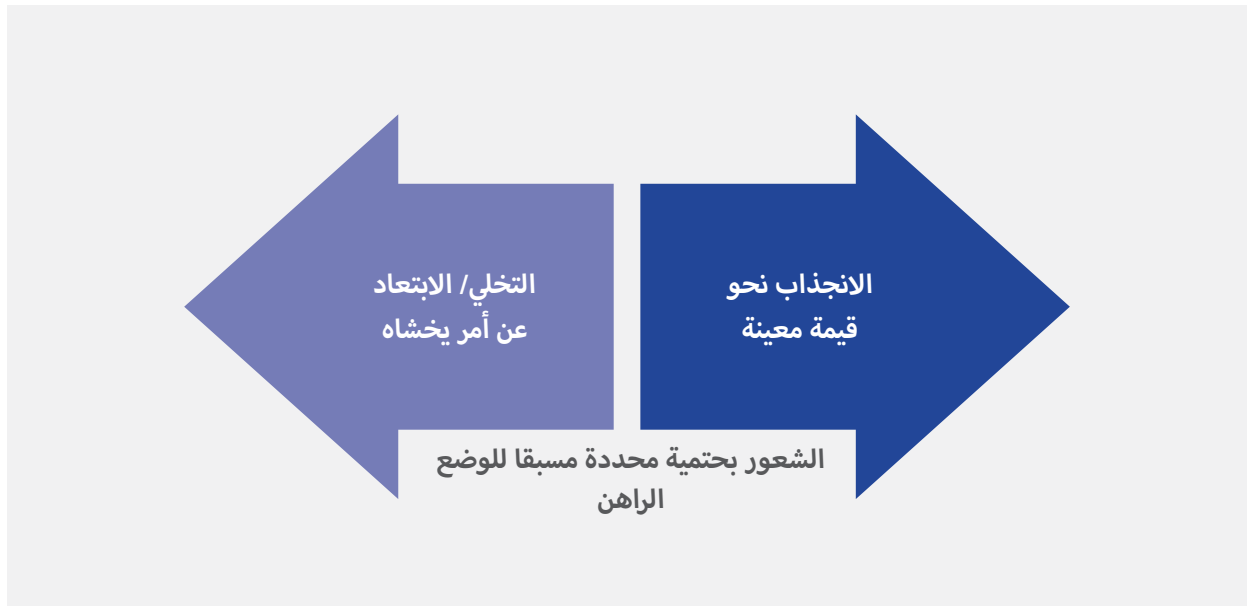 الانجذاب نحو
قيمة معينة
التخلي/ الابتعاد
عن أمر يخشاه
الشعور بحتمية محددة مسبقا للوضع
الراهن